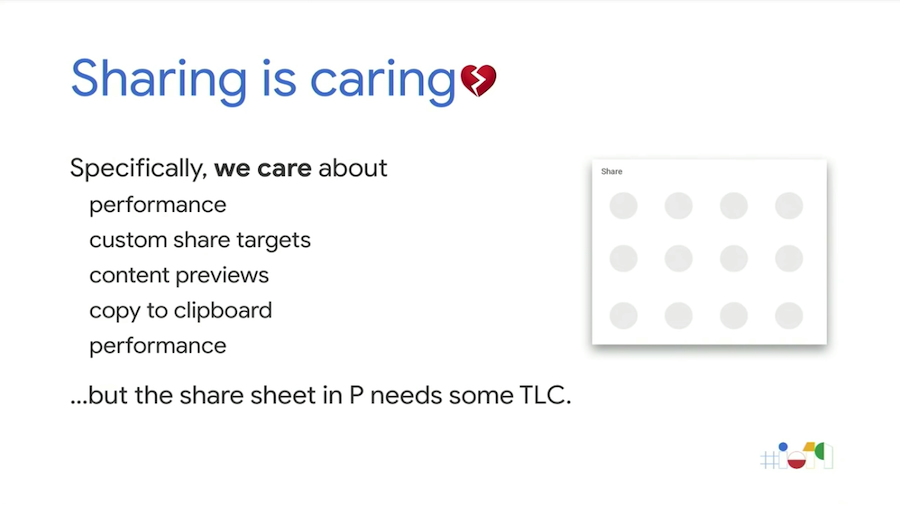 Sharing is caring💔
Specifically, we care about
performance
custom share targets
content previews
copy to clipboard
performance
...but the share sheet in P needs some TLC.
Share
#io19